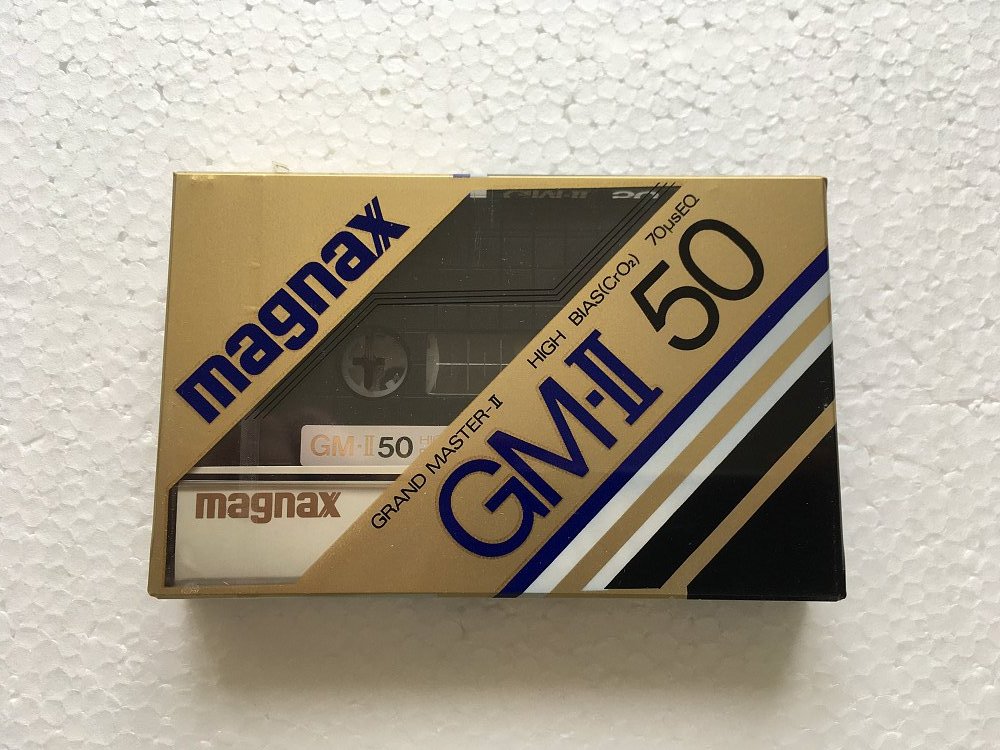 magnax
GRAND MASTER-II
HIGH BIAS(CrO₂) 70µsEQ
GM-II 50
GM-II 50
magnax